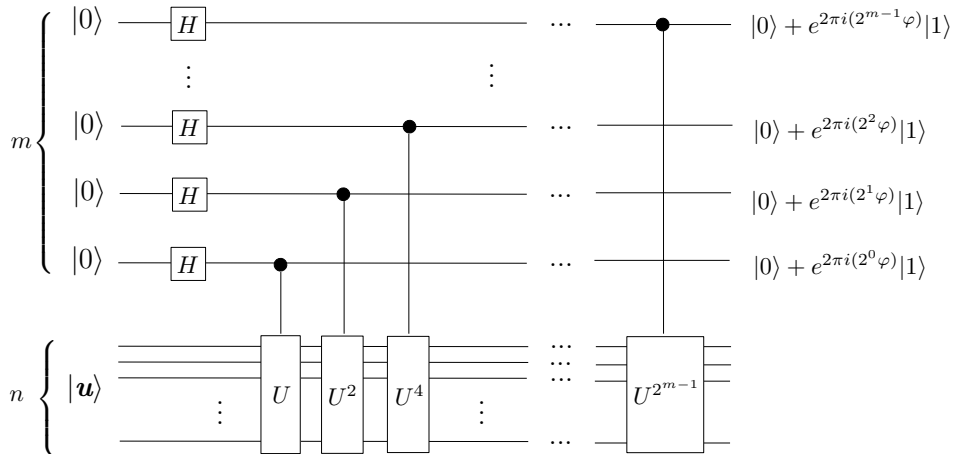 |0⟩ H ... |0⟩ + e^{2πi(2^{m−1}φ)}|1⟩
⋮ ⋮
m |0⟩ H ... |0⟩ + e^{2πi(2^2φ)}|1⟩
|0⟩ H ... |0⟩ + e^{2πi(2^1φ)}|1⟩
|0⟩ H ... |0⟩ + e^{2πi(2^0φ)}|1⟩
...
...
n |u⟩ U U^2 U^4 ... U^{2^{m−1}}
⋮ ⋮
...